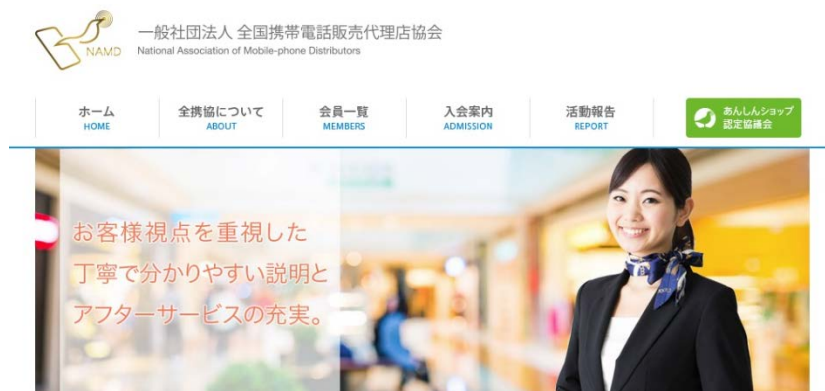 NAMD
一般社団法人 全国携帯電話販売代理店協会
National Association of Mobile-phone Distributors
ホーム
HOME
全携協について
ABOUT
会員一覧
MEMBERS
入会案内
ADMISSION
活動報告
REPORT
あんしんショップ
認定協議会
お客様視点を重視した
丁寧で分かりやすい説明と
アフターサービスの充実。